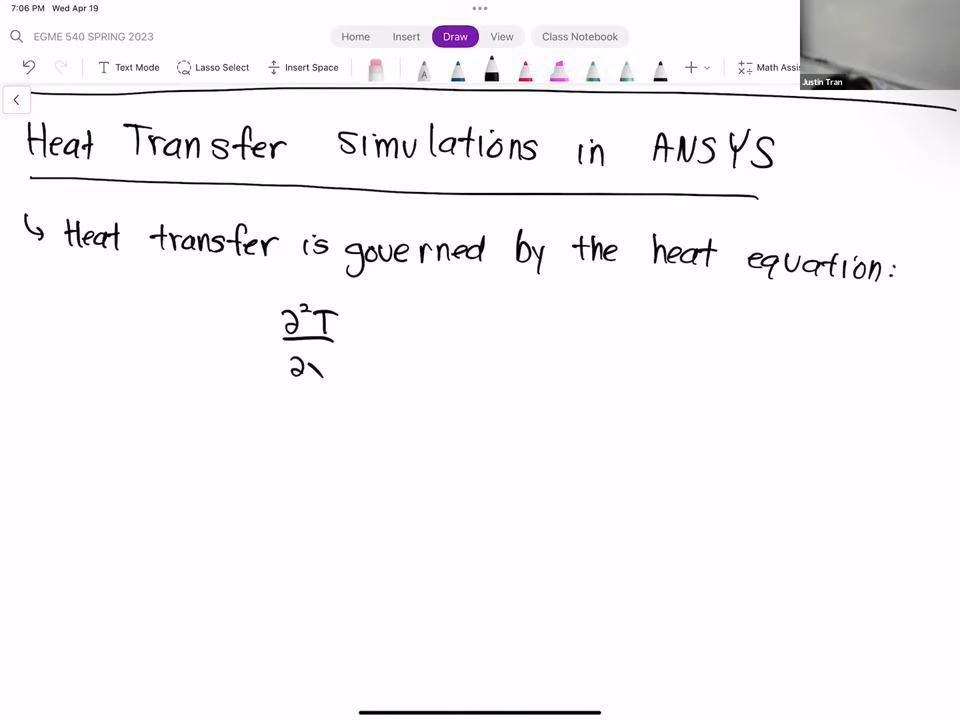 7:06 PM Wed Apr 19
EGME 540 SPRING 2023
Home Insert Draw View Class Notebook
Text Mode Lasso Select Insert Space Math Assis
Justin Tran
Heat Transfer simulations in ANSYS
↳ Heat transfer is governed by the heat equation:
∂²T
∂x